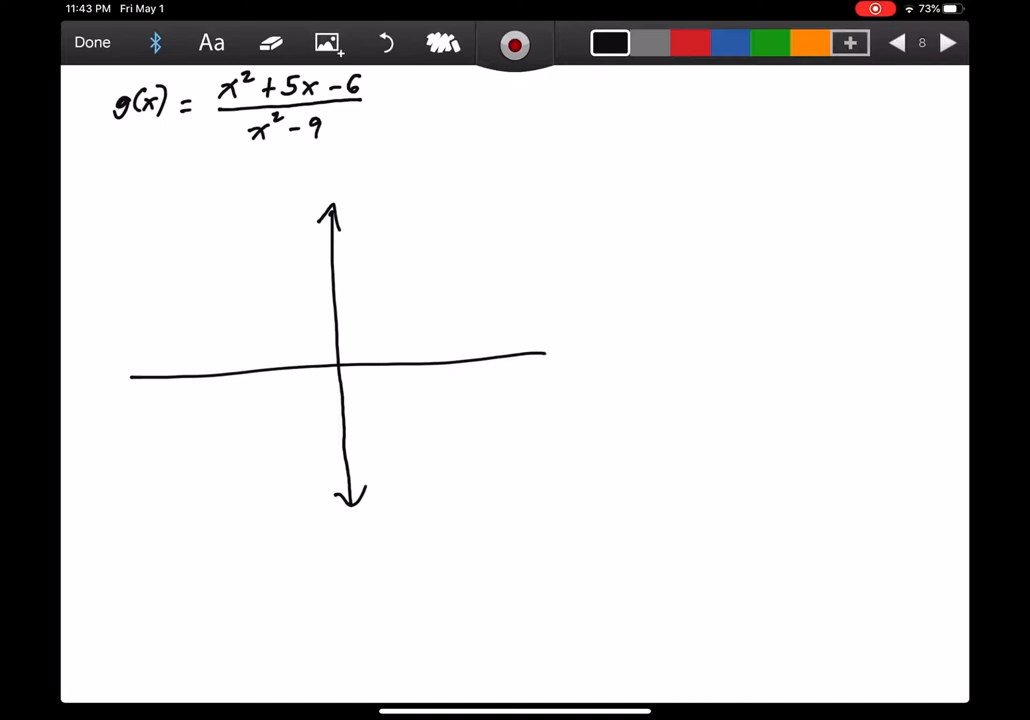 11:43 PM Fri May 1 73%
Done Aa 8
g(x) = (x² + 5x - 6) / (x² - 9)